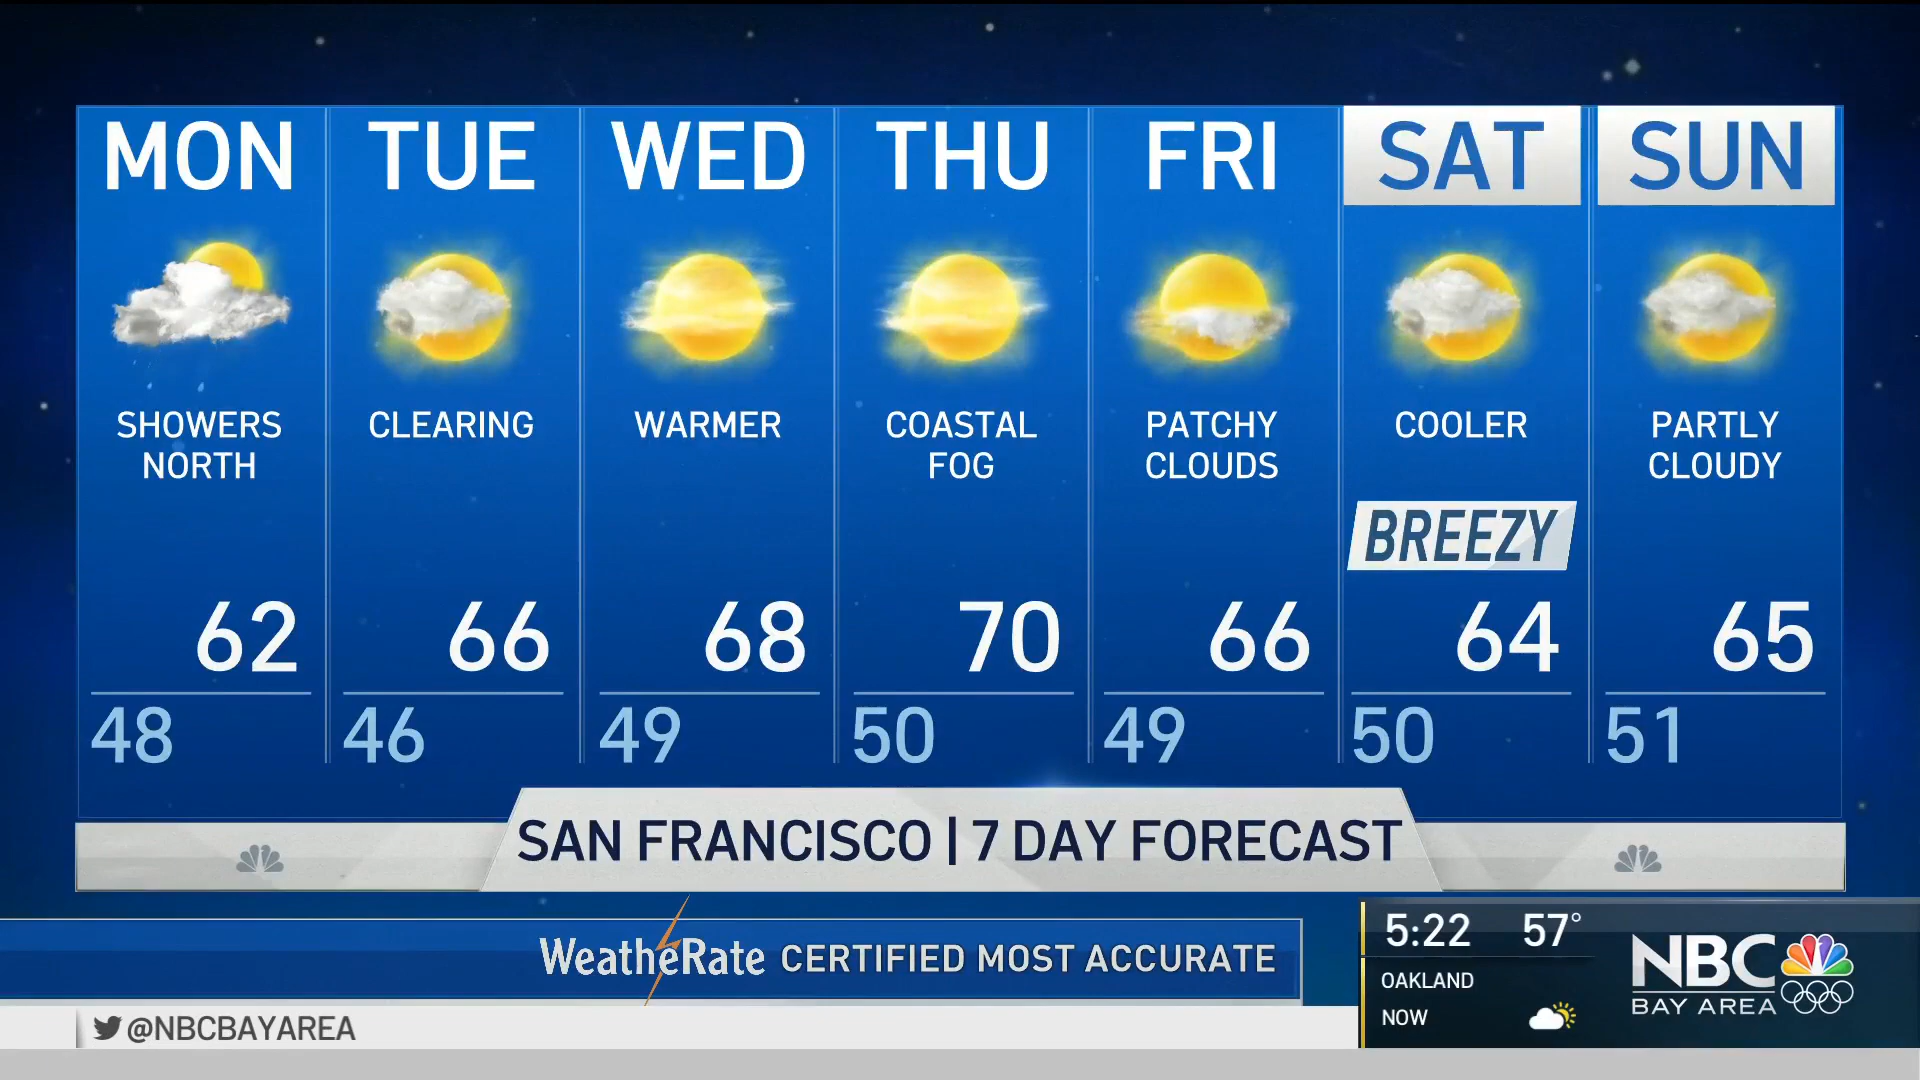 MON TUE WED THU FRI SAT SUN
SHOWERS NORTH
CLEARING
WARMER
COASTAL FOG
PATCHY CLOUDS
COOLER
PARTLY CLOUDY
BREEZY
62 66 68 70 66 64 65
48 46 49 50 49 50 51
SAN FRANCISCO | 7 DAY FORECAST
WeatheRate CERTIFIED MOST ACCURATE
5:22 57°
OAKLAND
NOW
NBC
BAY AREA
@NBCBAYAREA